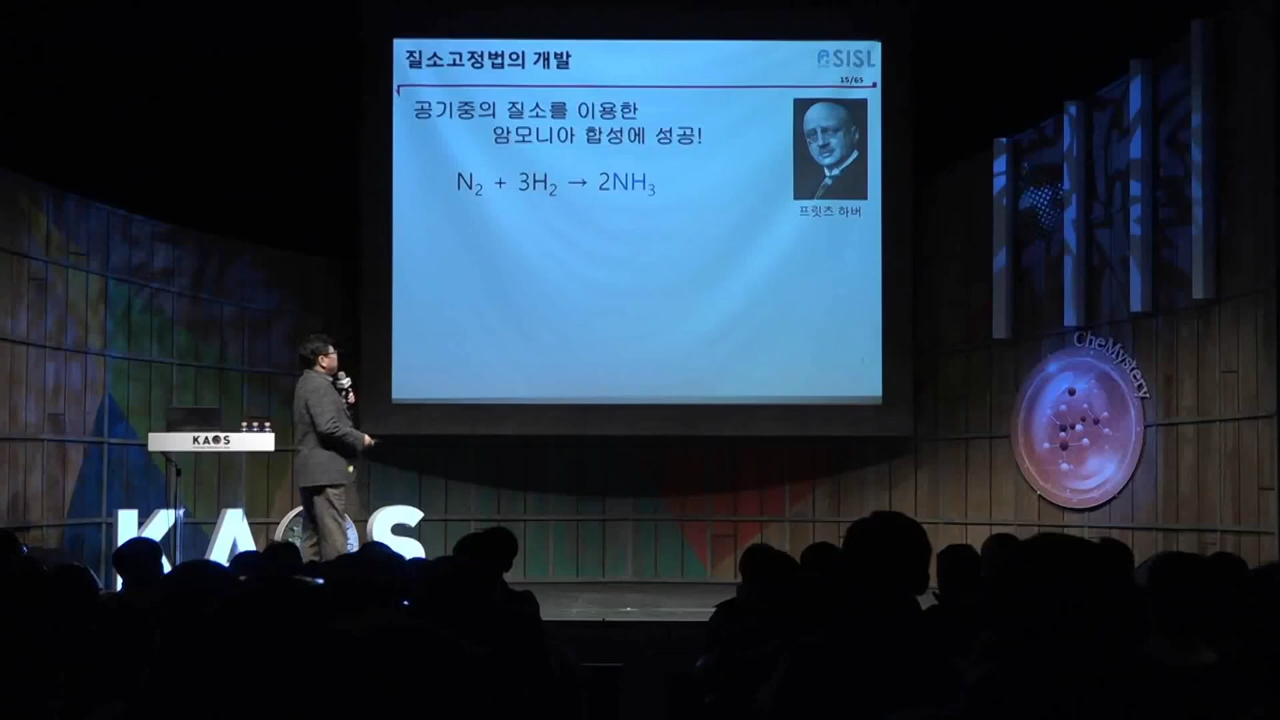 질소고정법의 개발
SISL
15/65
공기중의 질소를 이용한
암모니아 합성에 성공!
N₂ + 3H₂ → 2NH₃
프릿츠 하버
CheMystery
KAOS
KAOS